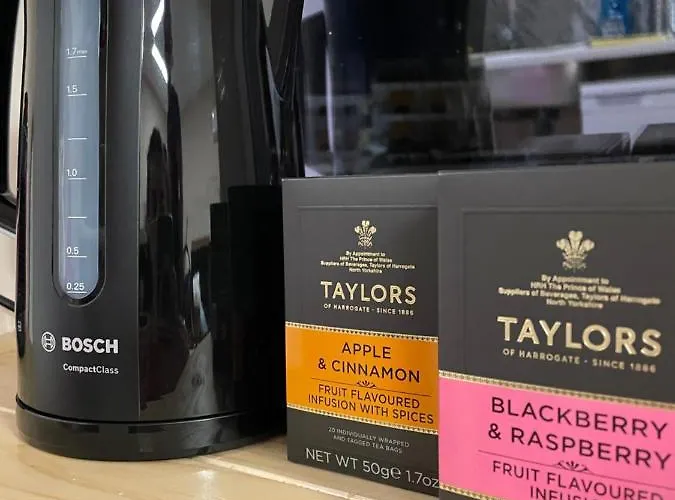 1.7max
1.5
1.0
0.5
0.25
BOSCH
CompactClass
By Appointment to
HRH The Prince of Wales
Suppliers of Beverages, Taylors of Harrogate
North Yorkshire
TAYLORS
OF HARROGATE - SINCE 1886
APPLE
& CINNAMON
FRUIT FLAVOURED
INFUSION WITH SPICES
20 INDIVIDUALLY WRAPPED
AND TAGGED TEA BAGS
NET WT 50g℮ 1.7oz
By Appointment to
HRH The Prince of Wales
Suppliers of Beverages, Taylors of Harrogate
North Yorkshire
TAYLORS
OF HARROGATE - SINCE 1886
BLACKBERRY
& RASPBERRY
FRUIT FLAVOURED